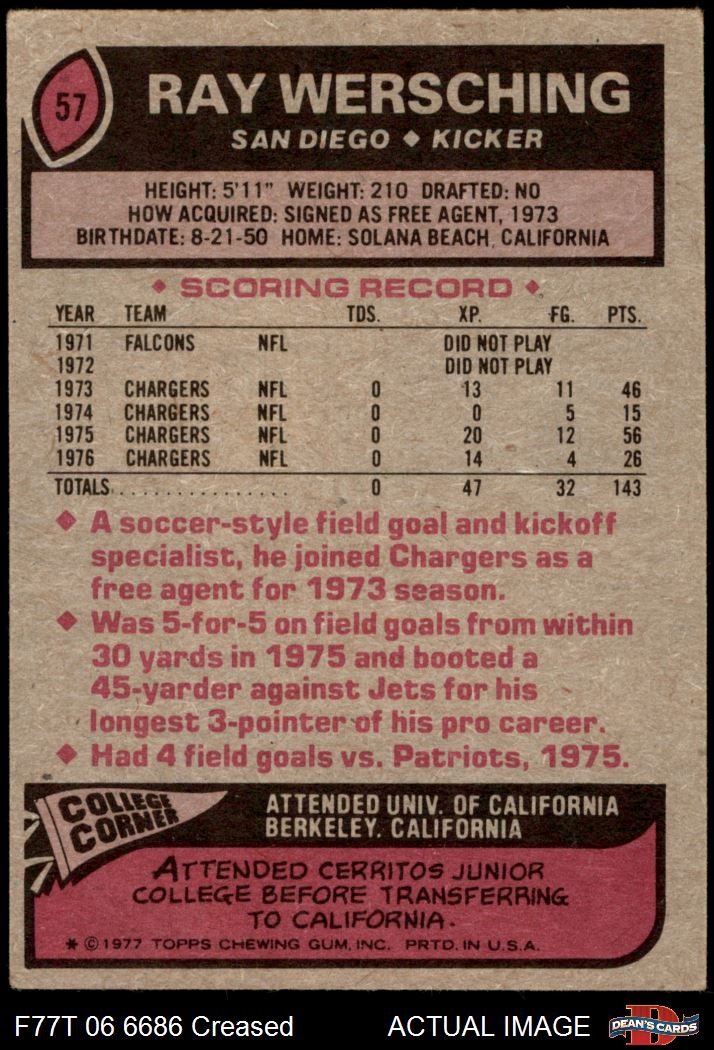 57
RAY WERSCHING
SAN DIEGO ◆ KICKER
HEIGHT: 5'11" WEIGHT: 210 DRAFTED: NO
HOW ACQUIRED: SIGNED AS FREE AGENT, 1973
BIRTHDATE: 8-21-50 HOME: SOLANA BEACH, CALIFORNIA
◆ SCORING RECORD ◆
YEAR TEAM TDS. XP. FG. PTS.
1971 FALCONS NFL DID NOT PLAY
1972 DID NOT PLAY
1973 CHARGERS NFL 0 13 11 46
1974 CHARGERS NFL 0 0 5 15
1975 CHARGERS NFL 0 20 12 56
1976 CHARGERS NFL 0 14 4 26
TOTALS................ 0 47 32 143
◆ A soccer-style field goal and kickoff
specialist, he joined Chargers as a
free agent for 1973 season.
◆ Was 5-for-5 on field goals from within
30 yards in 1975 and booted a
45-yarder against Jets for his
longest 3-pointer of his pro career.
◆ Had 4 field goals vs. Patriots, 1975.
COLLEGE
CORNER
ATTENDED UNIV. OF CALIFORNIA
BERKELEY, CALIFORNIA
ATTENDED CERRITOS JUNIOR
COLLEGE BEFORE TRANSFERRING
TO CALIFORNIA.
* © 1977 TOPPS CHEWING GUM, INC. PRTD. IN U.S.A.
F77T 06 6686 Creased ACTUAL IMAGE
D
DEAN'S CARDS